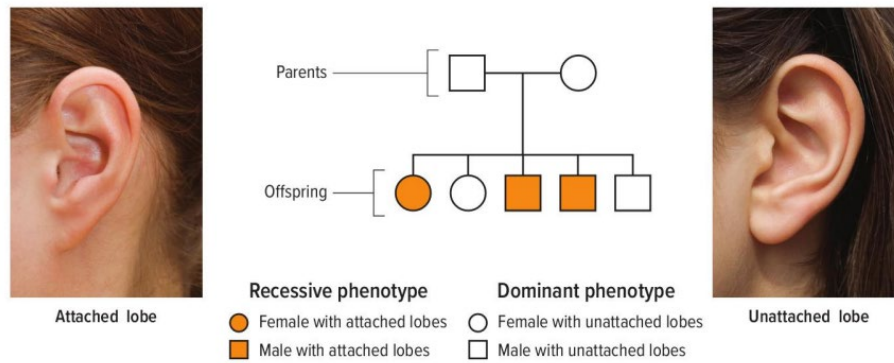 Parents
Offspring
Attached lobe
Recessive phenotype
Female with attached lobes
Male with attached lobes
Dominant phenotype
Female with unattached lobes
Male with unattached lobes
Unattached lobe